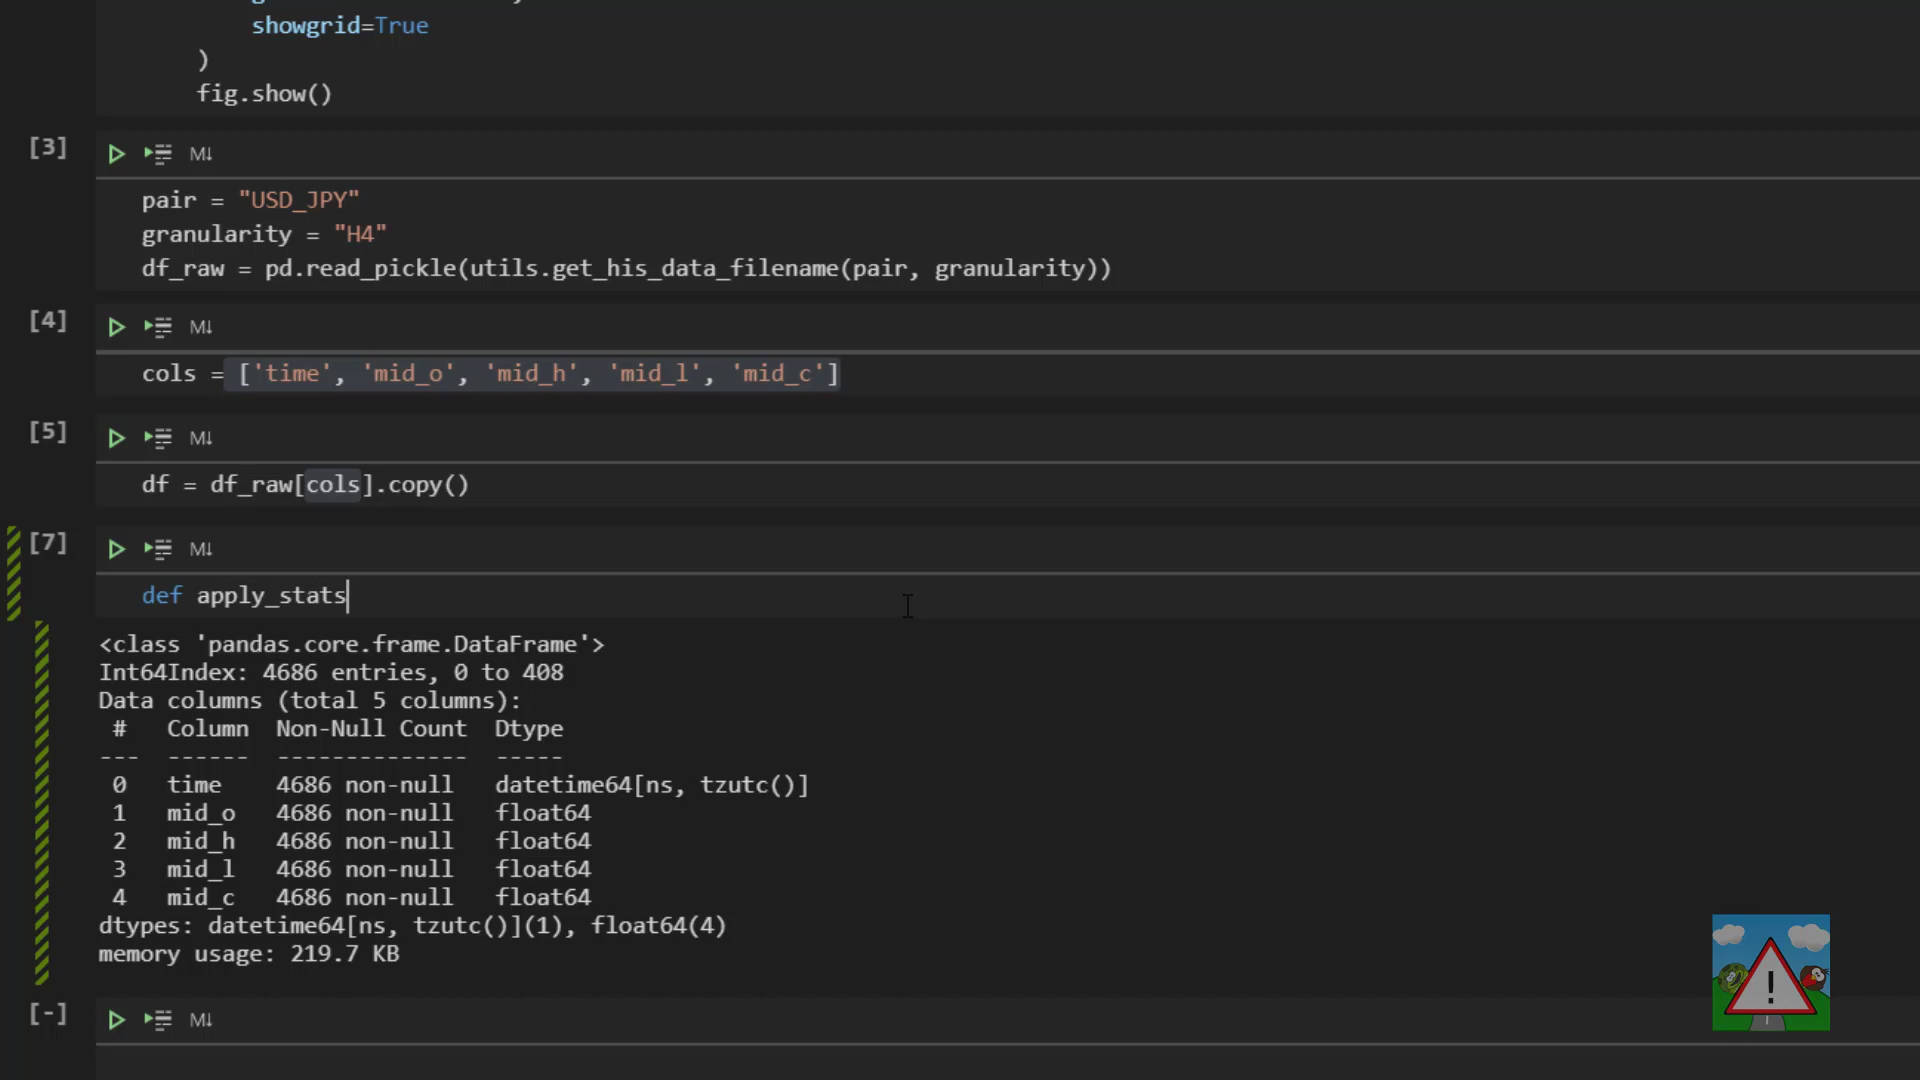 showgrid=True
)
fig.show()
[3]
M↓
pair = "USD_JPY"
granularity = "H4"
df_raw = pd.read_pickle(utils.get_his_data_filename(pair, granularity))
[4]
M↓
cols = ['time', 'mid_o', 'mid_h', 'mid_l', 'mid_c']
[5]
M↓
df = df_raw[cols].copy()
[7]
M↓
def apply_stats
<class 'pandas.core.frame.DataFrame'>
Int64Index: 4686 entries, 0 to 408
Data columns (total 5 columns):
 #   Column  Non-Null Count  Dtype
---  ------  --------------  -----
 0   time    4686 non-null   datetime64[ns, tzutc()]
 1   mid_o   4686 non-null   float64
 2   mid_h   4686 non-null   float64
 3   mid_l   4686 non-null   float64
 4   mid_c   4686 non-null   float64
dtypes: datetime64[ns, tzutc()](1), float64(4)
memory usage: 219.7 KB
[-]
M↓
!